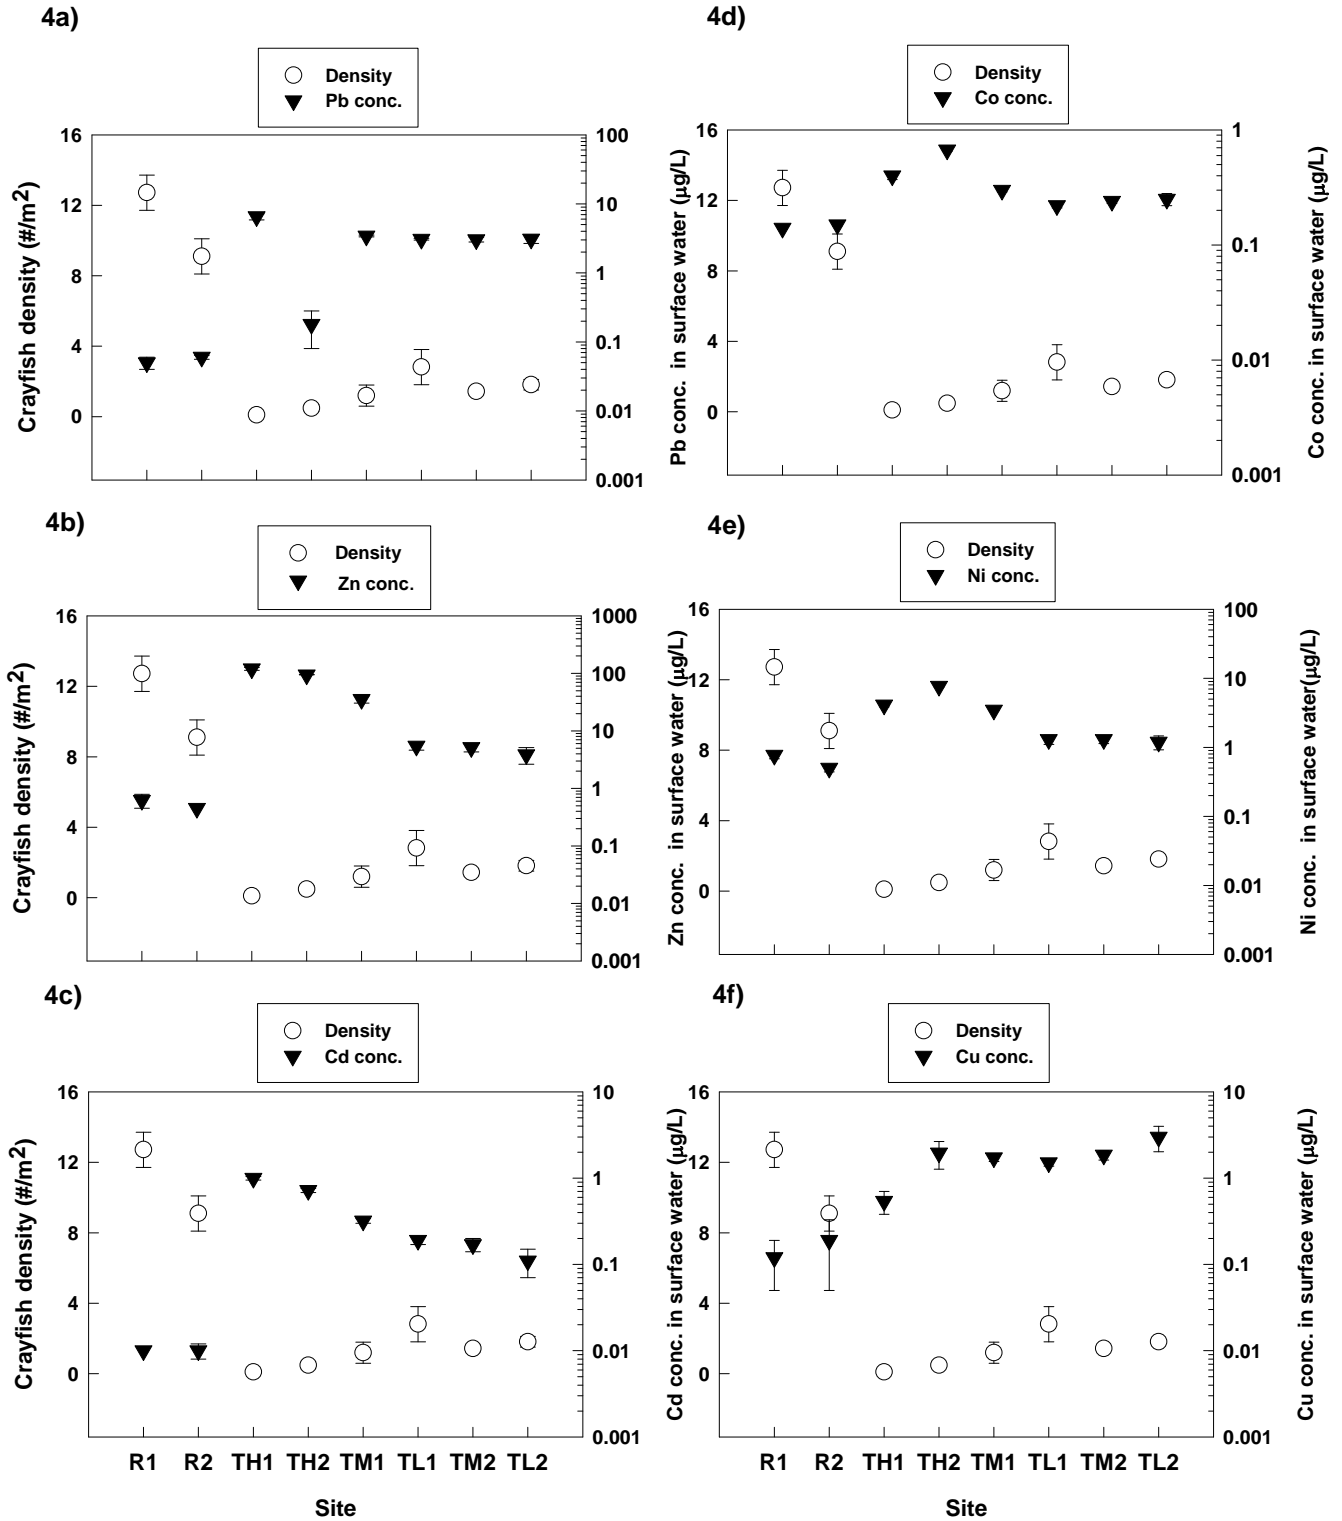 4a)
Density
Pb conc.
16
12
8
4
0
100
10
1
0.1
0.01
0.001
Crayfish density (#/m2)
Pb conc. in surface water (µg/L)
4d)
Density
Co conc.
16
12
8
4
0
1
0.1
0.01
0.001
Co conc. in surface water (µg/L)
4b)
Density
Zn conc.
16
12
8
4
0
1000
100
10
1
0.1
0.01
0.001
Crayfish density (#/m2)
Zn conc. in surface water (µg/L)
4e)
Density
Ni conc.
16
12
8
4
0
100
10
1
0.1
0.01
0.001
Ni conc. in surface water(µg/L)
4c)
Density
Cd conc.
16
12
8
4
0
10
1
0.1
0.01
0.001
Crayfish density (#/m2)
Cd conc. in surface water (µg/L)
R1 R2 TH1 TH2 TM1 TL1 TM2 TL2
Site
4f)
Density
Cu conc.
16
12
8
4
0
10
1
0.1
0.01
0.001
Cu conc. in surface water (µg/L)
R1 R2 TH1 TH2 TM1 TL1 TM2 TL2
Site